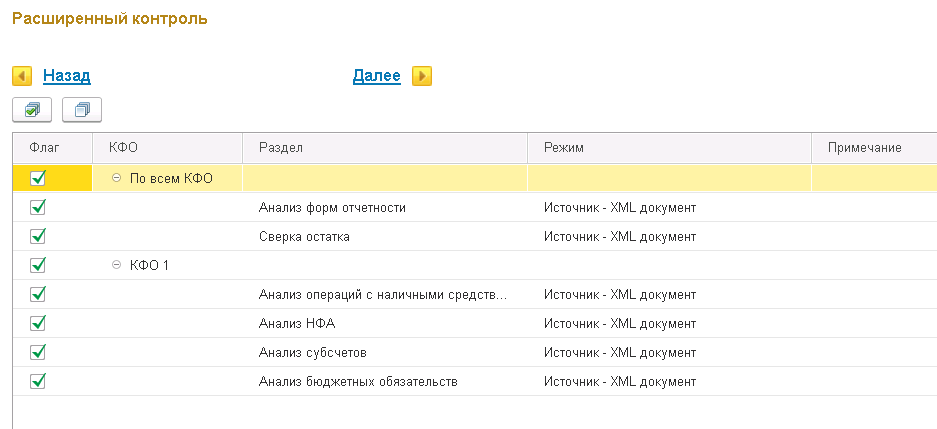 Расширенный контроль
Назад Далее
Флаг КФО Раздел Режим Примечание
По всем КФО
Анализ форм отчетности Источник - XML документ
Сверка остатка Источник - XML документ
КФО 1
Анализ операций с наличными средств... Источник - XML документ
Анализ НФА Источник - XML документ
Анализ субсчетов Источник - XML документ
Анализ бюджетных обязательств Источник - XML документ